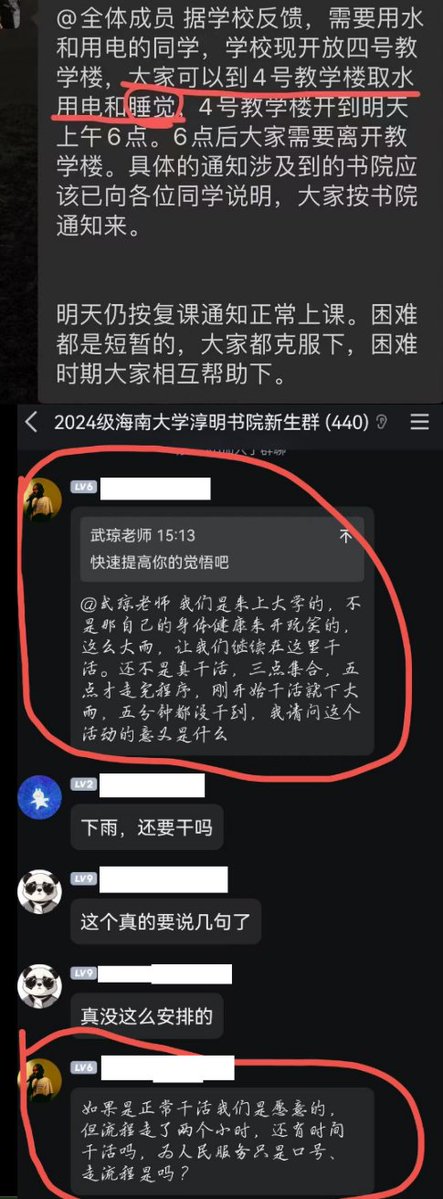 @全体成员 据学校反馈，需要用水
和用电的同学，学校现开放四号教
学楼，大家可以到4号教学楼取水
用电和睡觉，4号教学楼开到明天
上午6点。6点后大家需要离开教
学楼。具体的通知涉及到的书院应
该已向各位同学说明，大家按书院
通知来。
明天仍按复课通知正常上课。困难
都是短暂的，大家都克服下，困难
时期大家相互帮助下。
2024级海南大学淳明书院新生群 (440)
LV6
武琼老师 15:13
快速提高你的觉悟吧
@武琼老师 我们是来上大学的，不
是那自己的身体健康来开玩笑的，
这么大雨，让我们继续在这里干
活。还不是真干活，三点集合，五
点才走完程序，刚开始干活就下大
雨，五分钟都没干到，我请问这个
活动的意义是什么
LV2
下雨，还要干吗
LV9
这个真的要说几句了
LV9
真没这么安排的
LV6
如果是正常干活我们是愿意的，
但流程走了两个小时，还有时间
干活吗，为人民服务只是口号、
走流程是吗？